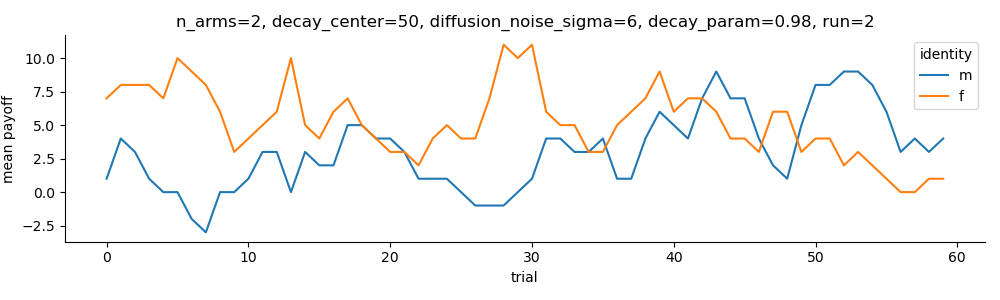 n_arms=2, decay_center=50, diffusion_noise_sigma=6, decay_param=0.98, run=2
identity
m
f
mean payoff
10.0
7.5
5.0
2.5
0.0
−2.5
0 10 20 30 40 50 60
trial